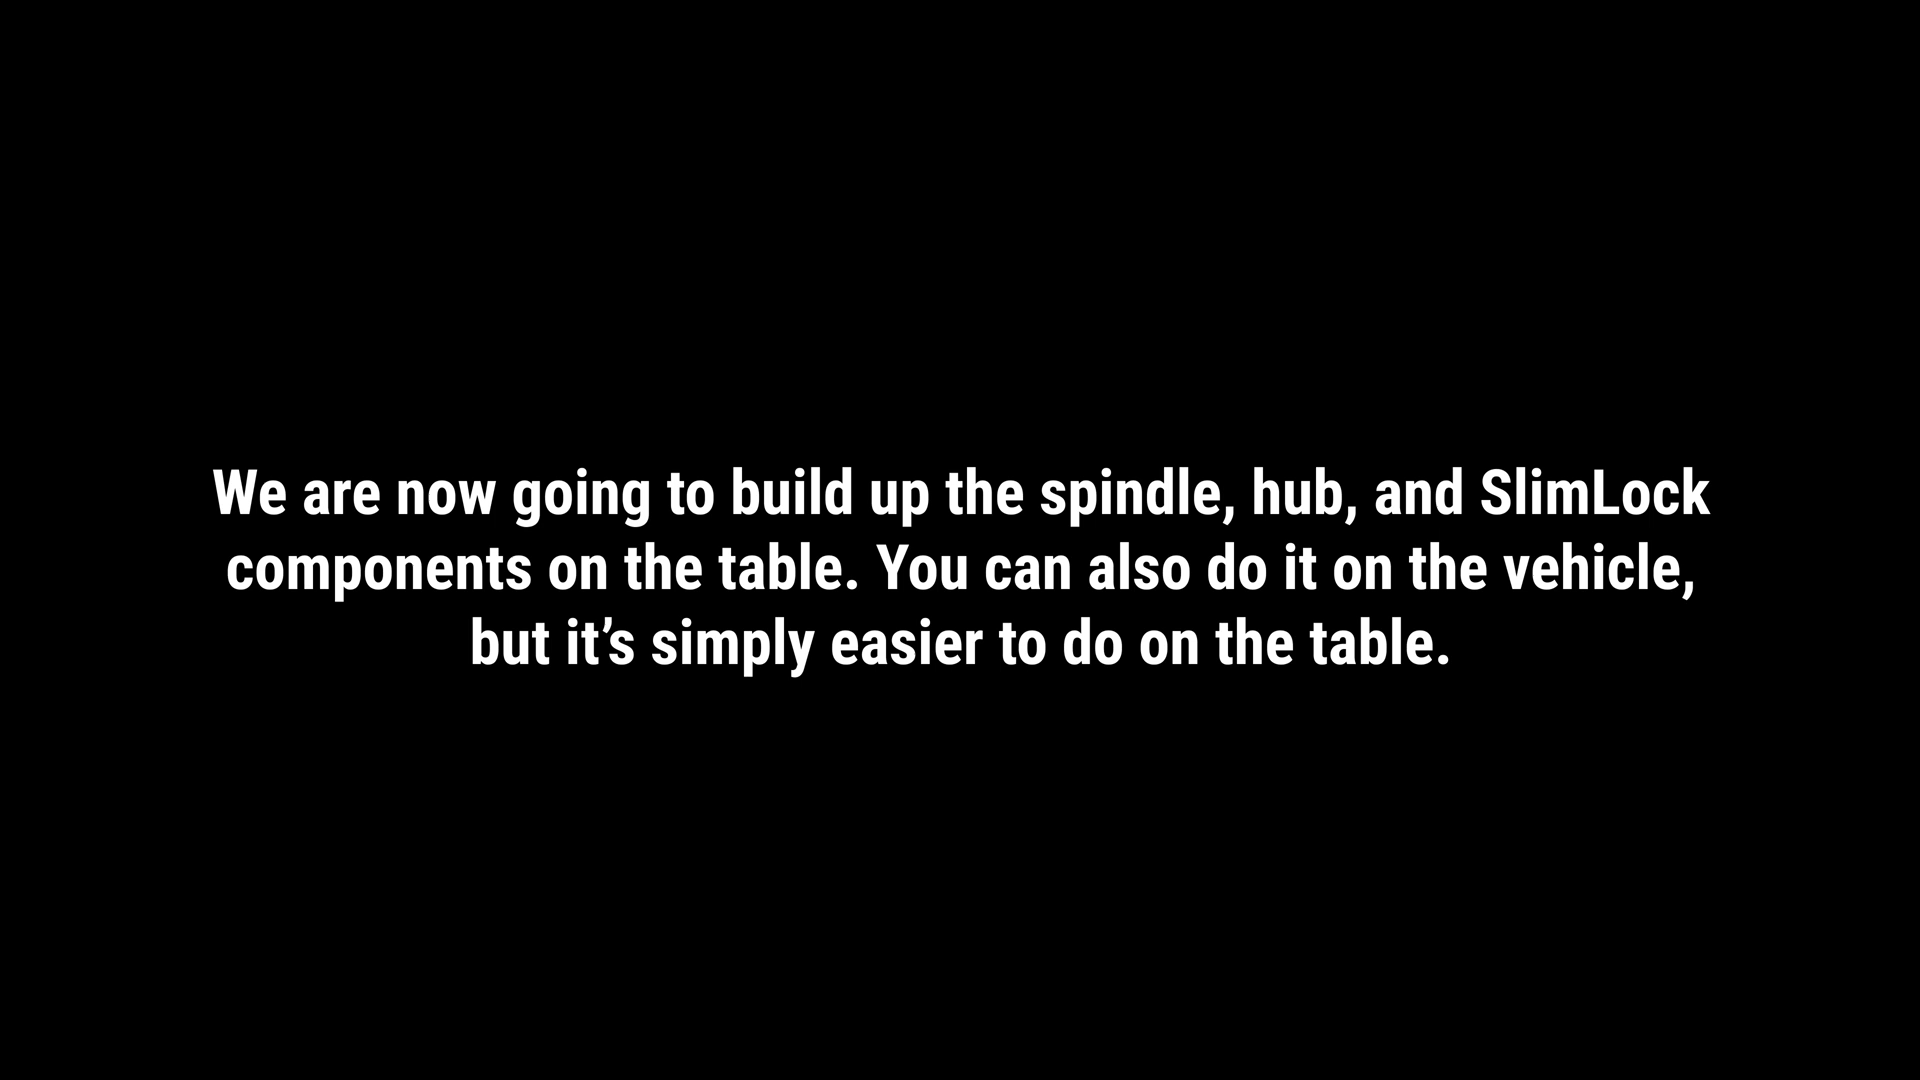 We are now going to build up the spindle, hub, and SlimLock
components on the table. You can also do it on the vehicle,
but it’s simply easier to do on the table.